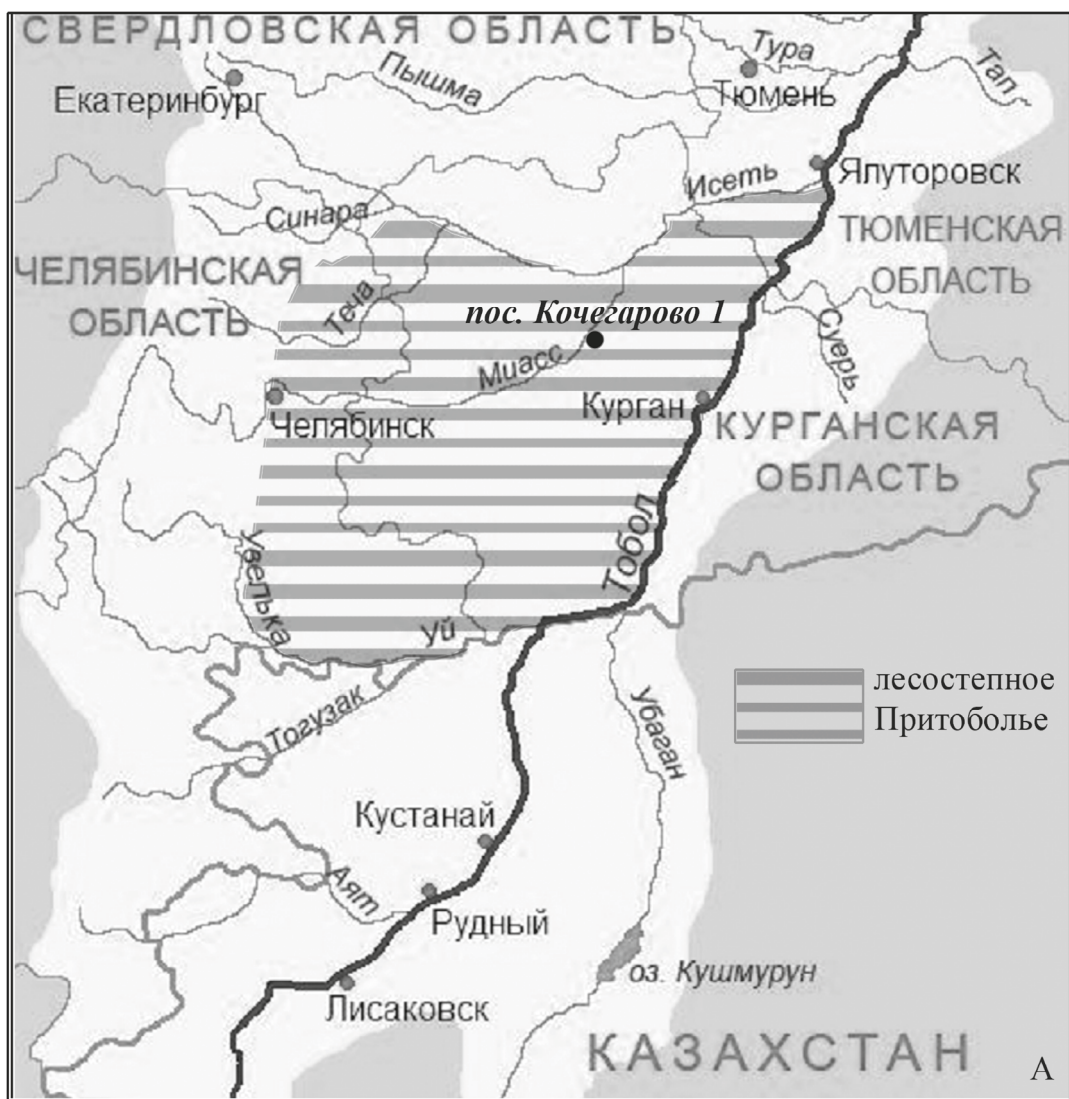 СВЕРДЛОВСКАЯ ОБЛАСТЬ
Тура
Тап
Пышма
Екатеринбург
Тюмень
Исеть
Ялуторовск
Синара
ТЮМЕНСКАЯ
ОБЛАСТЬ
ЧЕЛЯБИНСКАЯ
ОБЛАСТЬ
Теча
пос. Кочегарово 1
Суерь
Миасс
Курган
Челябинск
КУРГАНСКАЯ
ОБЛАСТЬ
Тобол
Увелька
Уй
Тогузак
Убаган
лесостепное
Притоболье
Кустанай
Аят
Рудный
оз. Кушмурун
Лисаковск
КАЗАХСТАН
А